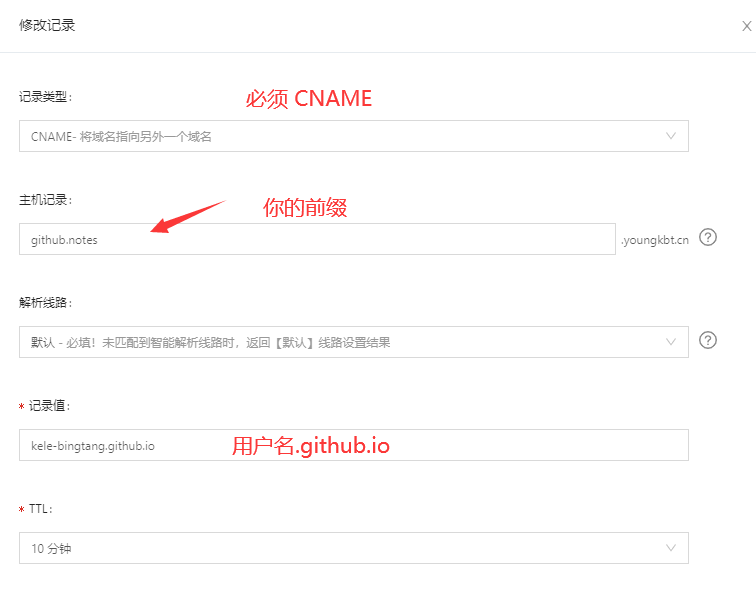 修改记录
记录类型:
必须 CNAME
CNAME- 将域名指向另外一个域名
主机记录:
你的前缀
github.notes
.youngkbt.cn
解析线路:
默认 - 必填！未匹配到智能解析线路时，返回【默认】线路设置结果
* 记录值:
kele-bingtang.github.io
用户名.github.io
* TTL:
10 分钟